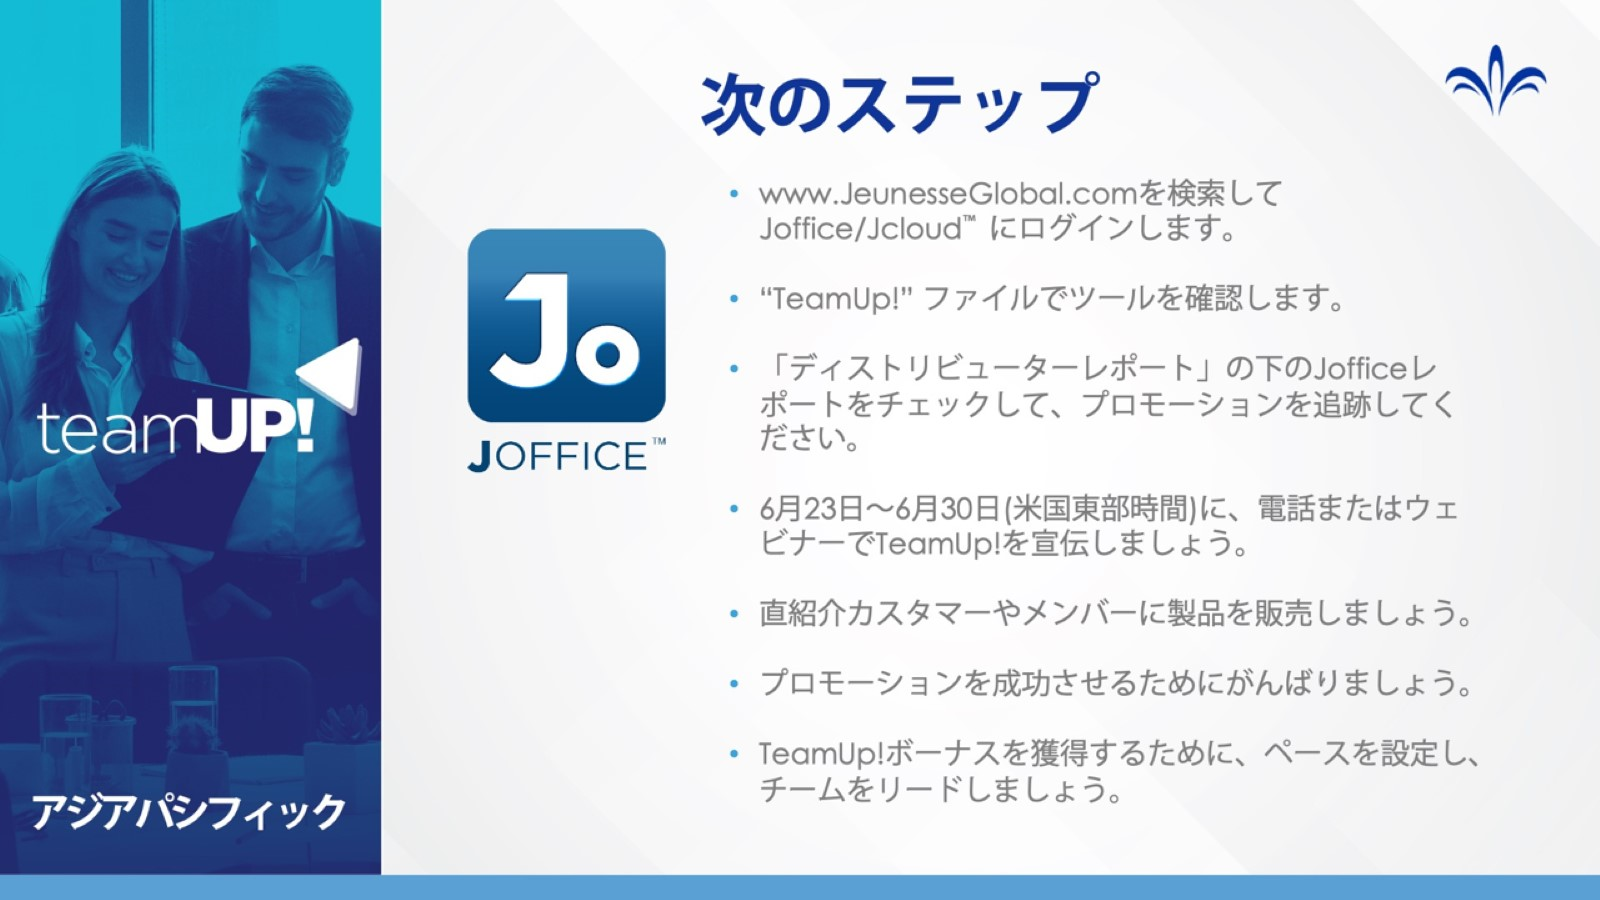 次のステップ
www.JeunesseGlobal.comを検索して
Joffice/Jcloud™ にログインします。
“TeamUp!” ファイルでツールを確認します。
「ディストリビューターレポート」の下のJofficeレ
ポートをチェックして、プロモーションを追跡してく
ださい。
6月23日～6月30日(米国東部時間)に、電話またはウェ
ビナーでTeamUp!を宣伝しましょう。
直紹介カスタマーやメンバーに製品を販売しましょう。
プロモーションを成功させるためにがんばりましょう。
TeamUp!ボーナスを獲得するために、ペースを設定し、
チームをリードしましょう。
Jo
JOFFICE™
teamUP!
アジアパシフィック